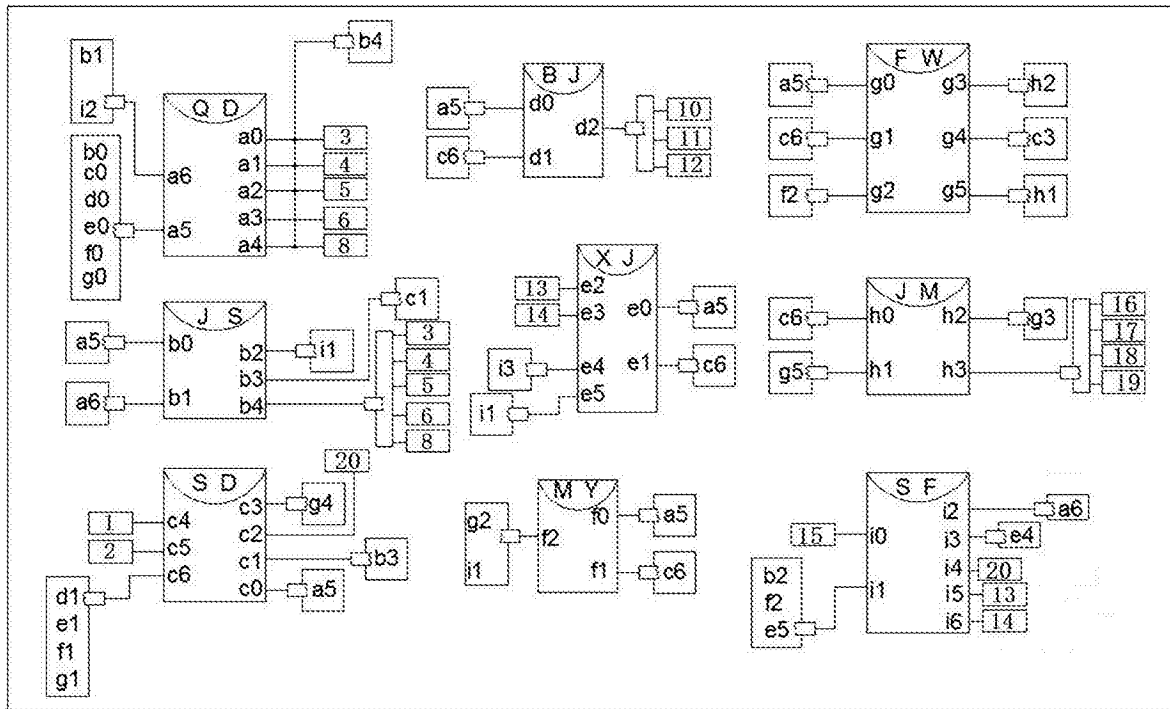 b1
i2
b0
c0
d0
e0
f0
g0
Q D
a6
a5
a0
a1
a2
a3
a4
b4
3
4
5
6
8
a5
c6
B J
d0
d1
d2
10
11
12
a5
c6
f2
F W
g0
g1
g2
g3
g4
g5
h2
c3
h1
a5
a6
J S
b0
b1
b2
b3
b4
i1
c1
3
4
5
6
8
13
14
i3
i1
X J
e2
e3
e4
e5
e0
e1
a5
c6
c6
g5
J M
h0
h1
h2
h3
g3
16
17
18
19
1
2
d1
e1
f1
g1
S D
c4
c5
c6
c3
c2
c1
c0
20
g4
b3
a5
g2
i1
M Y
f2
f0
f1
a5
c6
15
b2
f2
e5
S F
i0
i1
i2
i3
i4
i5
i6
a6
e4
20
13
14